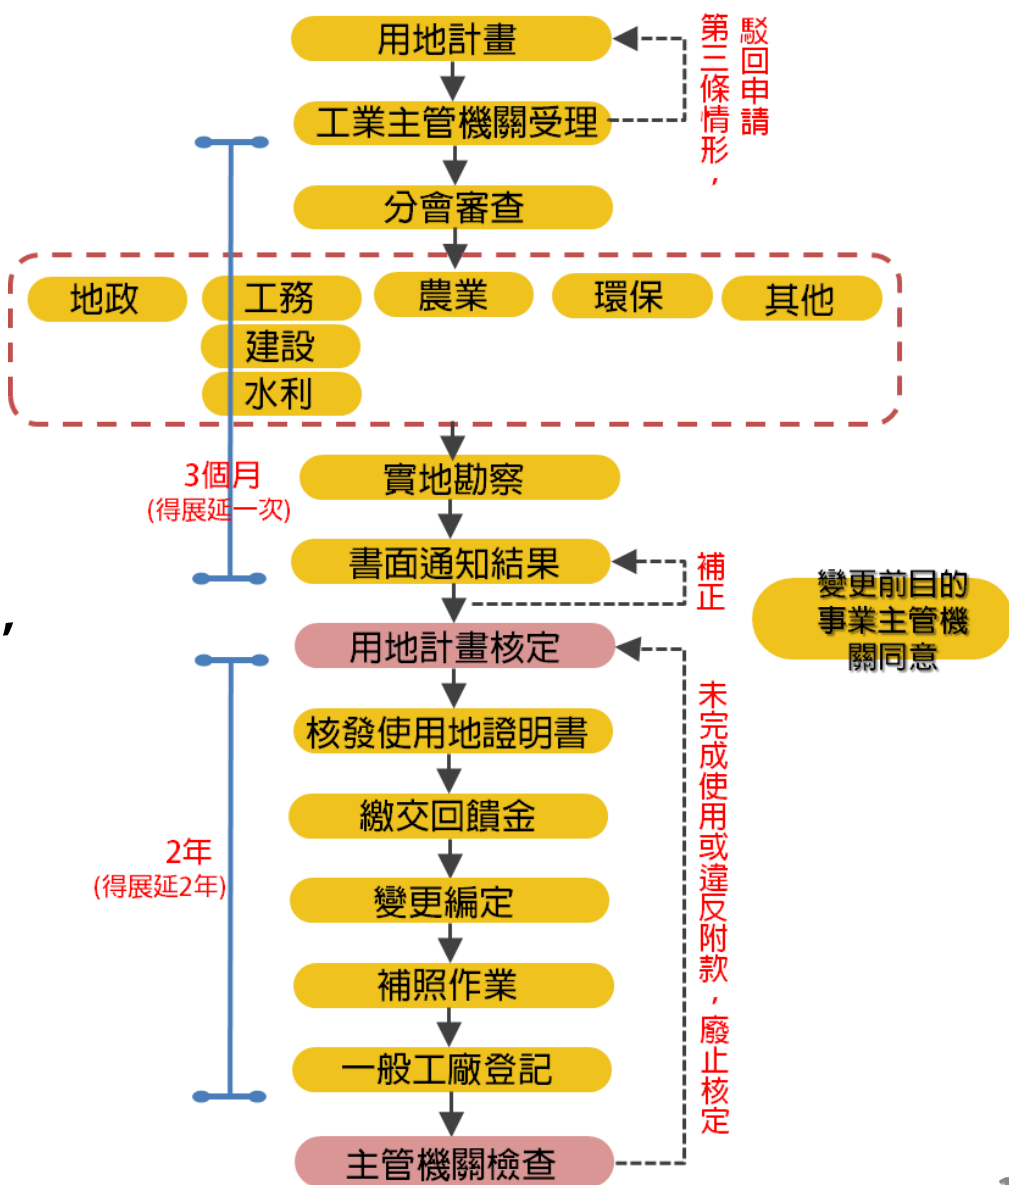 用地計畫
第三條情形，
駁回申請
工業主管機關受理
分會審查
地政
工務
農業
環保
其他
建設
水利
3個月
(得展延一次)
實地勘察
書面通知結果
補正
變更前目的
事業主管機
關同意
，
用地計畫核定
核發使用地證明書
繳交回饋金
2年
(得展延2年)
變更編定
未完成使用或違反附款，廢止核定
補照作業
一般工廠登記
主管機關檢查